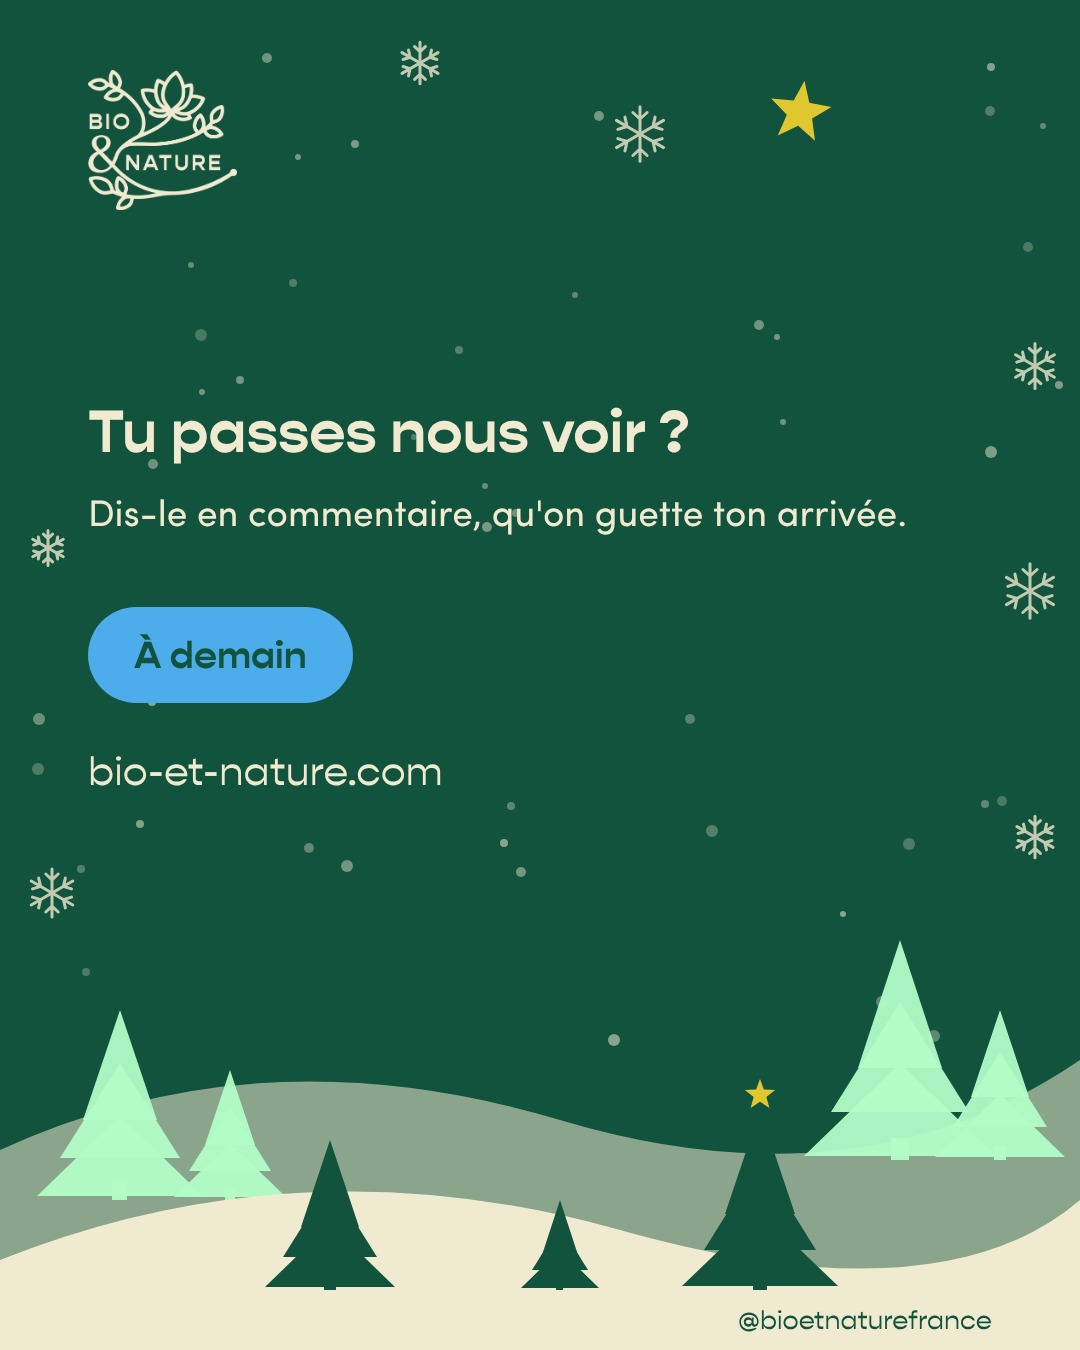 BIO
& NATURE
Tu passes nous voir ?
Dis-le en commentaire, qu'on guette ton arrivée.
À demain
bio-et-nature.com
@bioetnaturefrance